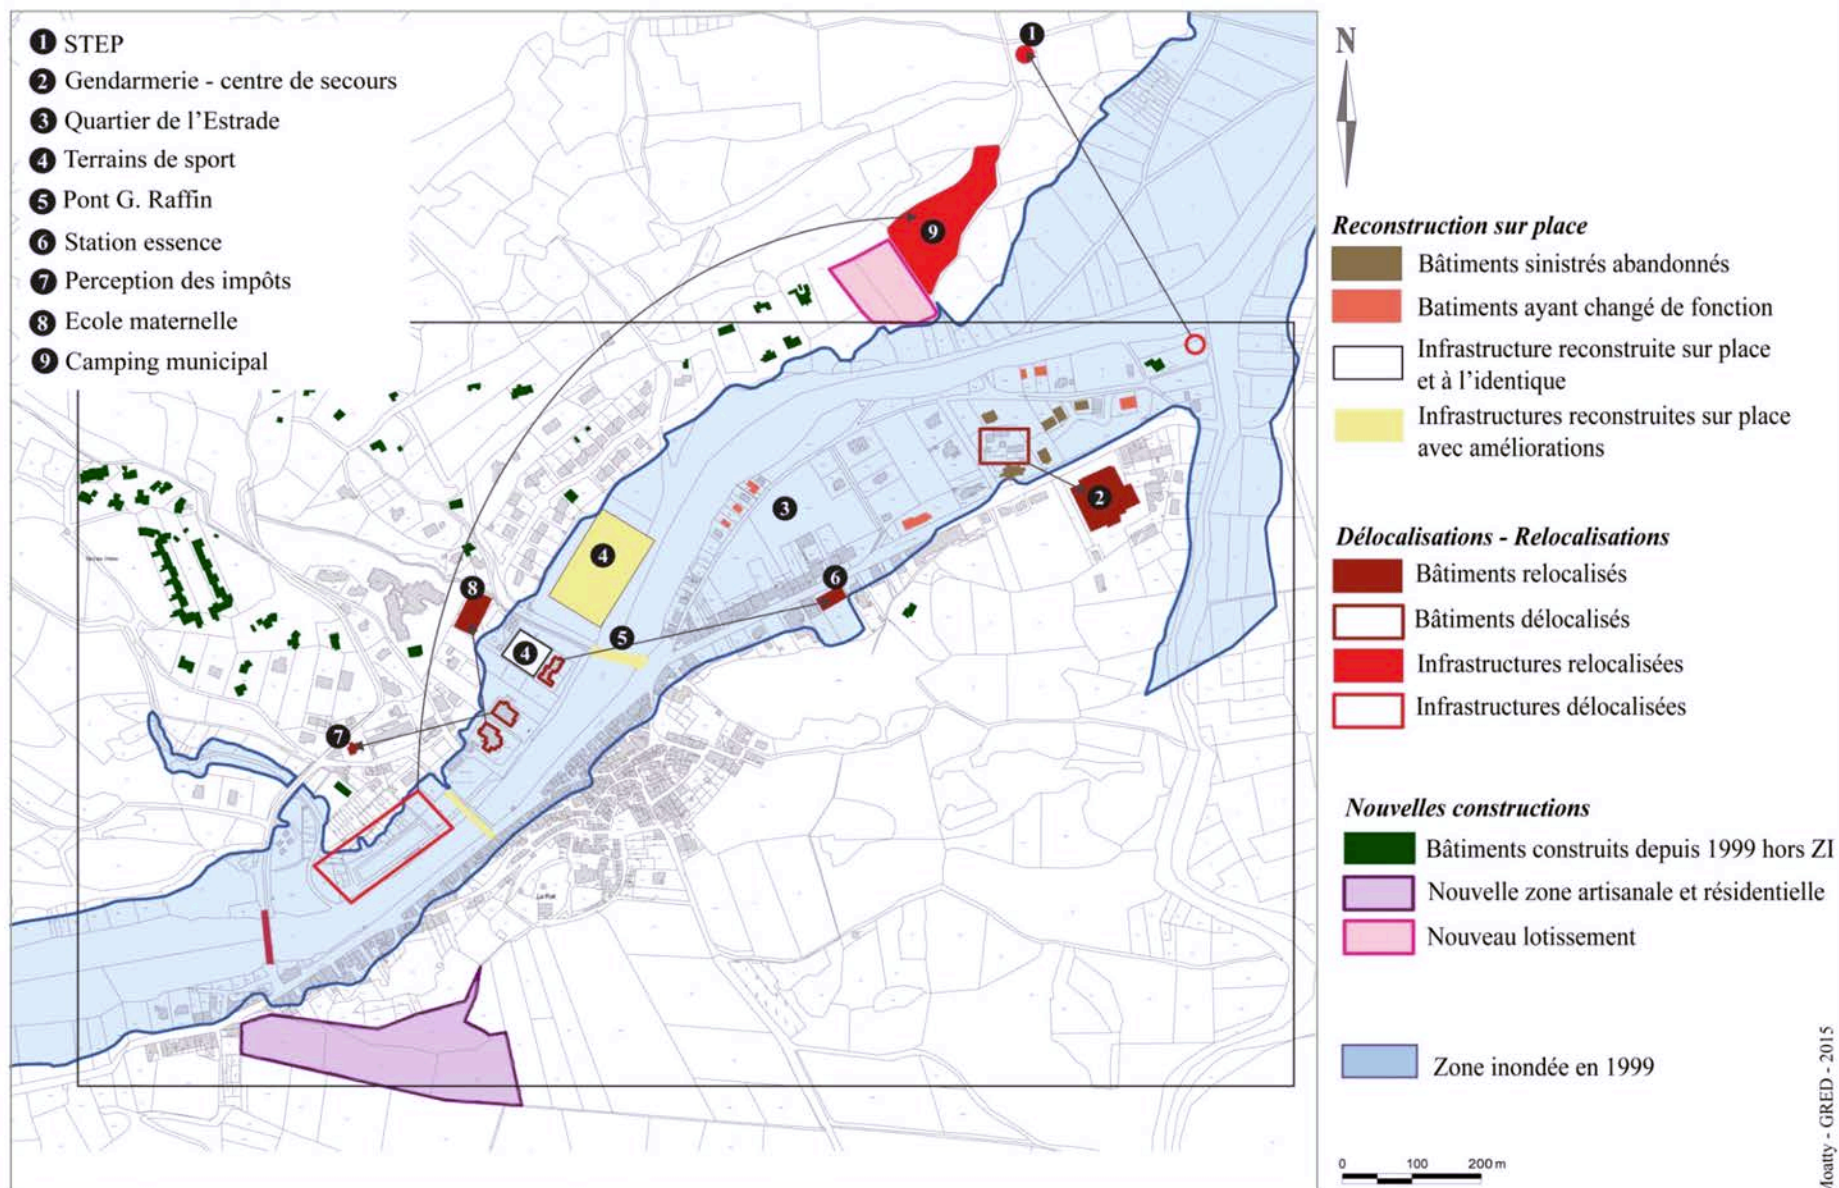 1 STEP
2 Gendarmerie - centre de secours
3 Quartier de l'Estrade
4 Terrains de sport
5 Pont G. Raffin
6 Station essence
7 Perception des impôts
8 Ecole maternelle
9 Camping municipal
1
9
2
3
4
6
8
5
4
7
La Plot
N
Reconstruction sur place
Bâtiments sinistrés abandonnés
Batiments ayant changé de fonction
Infrastructure reconstruite sur place
et à l'identique
Infrastructures reconstruites sur place
avec améliorations
Délocalisations - Relocalisations
Bâtiments relocalisés
Bâtiments délocalisés
Infrastructures relocalisées
Infrastructures délocalisées
Nouvelles constructions
Bâtiments construits depuis 1999 hors ZI
Nouvelle zone artisanale et résidentielle
Nouveau lotissement
Zone inondée en 1999
0 100 200 m
Moatty - GRED - 2015